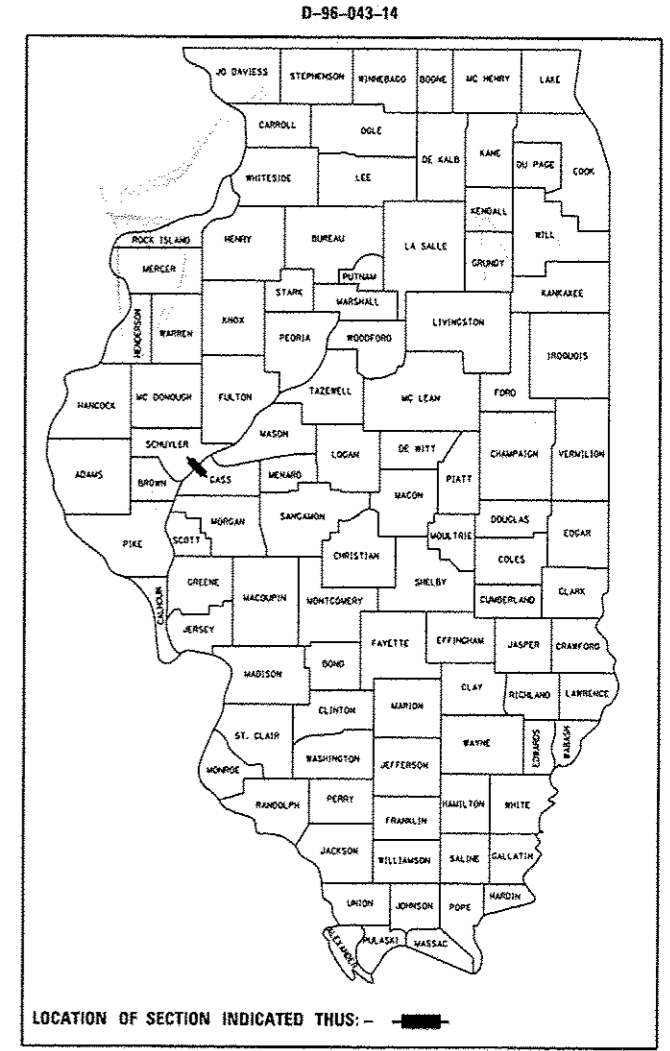 D-96-043-14
JO DAVIESS STEPHENSON WINNEBAGO BOONE MC HENRY LAKE
CARROLL OGLE
DE KALB KANE DU PAGE COOK
WHITESIDE LEE
KENDALL
ROCK ISLAND HENRY BUREAU LA SALLE WILL
GRUNDY
MERCER PUTNAM
KANKAKEE
STARK MARSHALL
HENDERSON WARREN KNOX PEORIA WOODFORD LIVINGSTON IROQUOIS
HANCOCK MC DONOUGH FULTON TAZEWELL MC LEAN FORD
SCHUYLER MASON
ADAMS BROWN CASS MENARD LOGAN DE WITT PIATT CHAMPAIGN VERMILION
MACON
PIKE SCOTT MORGAN SANGAMON MOULTRIE DOUGLAS EDGAR
CHRISTIAN COLES
CALHOUN GREENE MACOUPIN MONTGOMERY SHELBY CUMBERLAND CLARK
JERSEY FAYETTE EFFINGHAM JASPER CRAWFORD
MADISON BOND
CLAY RICHLAND LAWRENCE
CLINTON MARION
ST. CLAIR WAYNE EDWARDS WABASH
MONROE WASHINGTON JEFFERSON
RANDOLPH PERRY HAMILTON WHITE
FRANKLIN
JACKSON WILLIAMSON SALINE GALLATIN
UNION JOHNSON POPE HARDIN
ALEXANDER PULASKI MASSAC
LOCATION OF SECTION INDICATED THUS: -